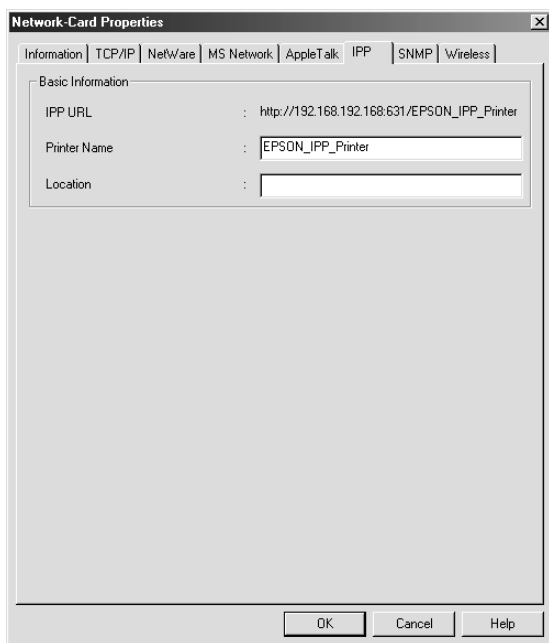 Network-Card Properties
Information TCP/IP NetWare MS Network AppleTalk IPP SNMP Wireless
Basic Information
IPP URL : http://192.168.192.168:631/EPSON_IPP_Printer
Printer Name : EPSON_IPP_Printer
Location :
OK Cancel Help